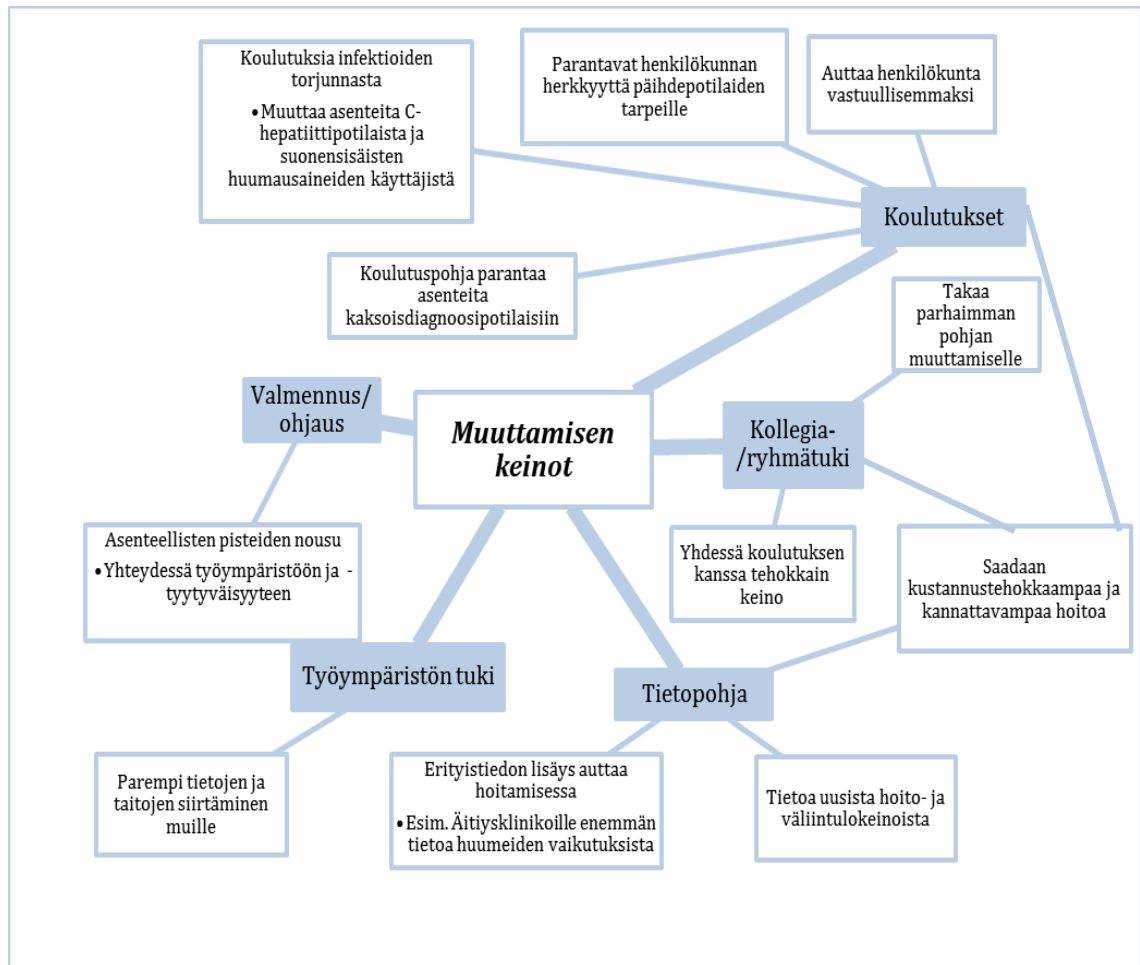 Koulutuksia infektioiden
torjunnasta
• Muuttaa asenteita C-
hepatiittipotilaista ja
suonensisäisten
huumausaineiden käyttäjistä
Parantavat henkilökunnan
herkkyyttä päihdepotilaiden
tarpeille
Auttaa henkilökunta
vastuullisemmaksi
Koulutukset
Koulutuspohja parantaa
asenteita
kaksoisdiagnoosipotilaisiin
Takaa
parhaimman
pohjan
muuttamiselle
Valmennus/
ohjaus
Muuttamisen
keinot
Kollegia-
/ryhmätuki
Asenteellisten pisteiden nousu
• Yhteydessä työympäristöön ja -
tyytyväisyyteen
Yhdessä koulutuksen
kanssa tehokkain
keino
Saadaan
kustannustehokkaampaa ja
kannattavampaa hoitoa
Työympäristön tuki
Tietopohja
Parempi tietojen ja
taitojen siirtäminen
muille
Erityistiedon lisäys auttaa
hoitamisessa
• Esim. Äitiysklinikoille enemmän
tietoa huumeiden vaikutuksista
Tietoa uusista hoito- ja
väliintulokeinoista